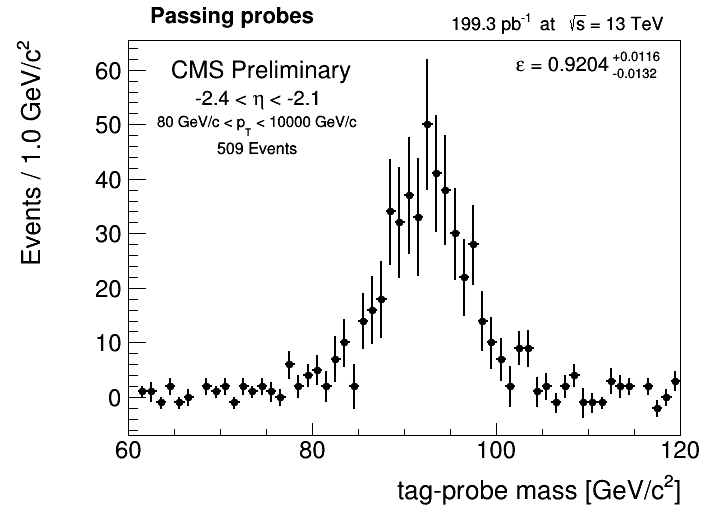 Passing probes
199.3 pb⁻¹ at √s = 13 TeV
CMS Preliminary
ε = 0.9204 +0.0116 -0.0132
-2.4 < η < -2.1
80 GeV/c < p_T < 10000 GeV/c
509 Events
Events / 1.0 GeV/c²
60
50
40
30
20
10
0
60 80 100 120
tag-probe mass [GeV/c²]